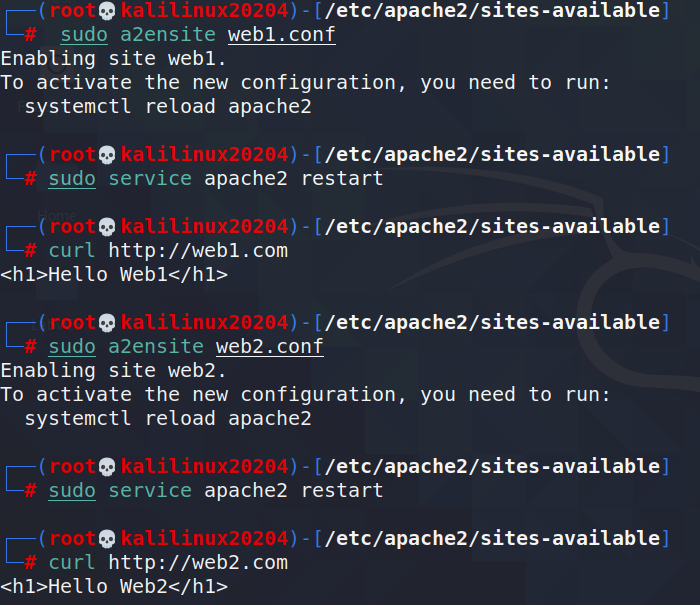 ┌──(root💀kalilinux20204)-[/etc/apache2/sites-available]
└─# sudo a2ensite web1.conf
Enabling site web1.
To activate the new configuration, you need to run:
  systemctl reload apache2
┌──(root💀kalilinux20204)-[/etc/apache2/sites-available]
└─# sudo service apache2 restart
Home
┌──(root💀kalilinux20204)-[/etc/apache2/sites-available]
└─# curl http://web1.com
<h1>Hello Web1</h1>
┌──(root💀kalilinux20204)-[/etc/apache2/sites-available]
└─# sudo a2ensite web2.conf
Enabling site web2.
To activate the new configuration, you need to run:
  systemctl reload apache2
┌──(root💀kalilinux20204)-[/etc/apache2/sites-available]
└─# sudo service apache2 restart
┌──(root💀kalilinux20204)-[/etc/apache2/sites-available]
└─# curl http://web2.com
<h1>Hello Web2</h1>